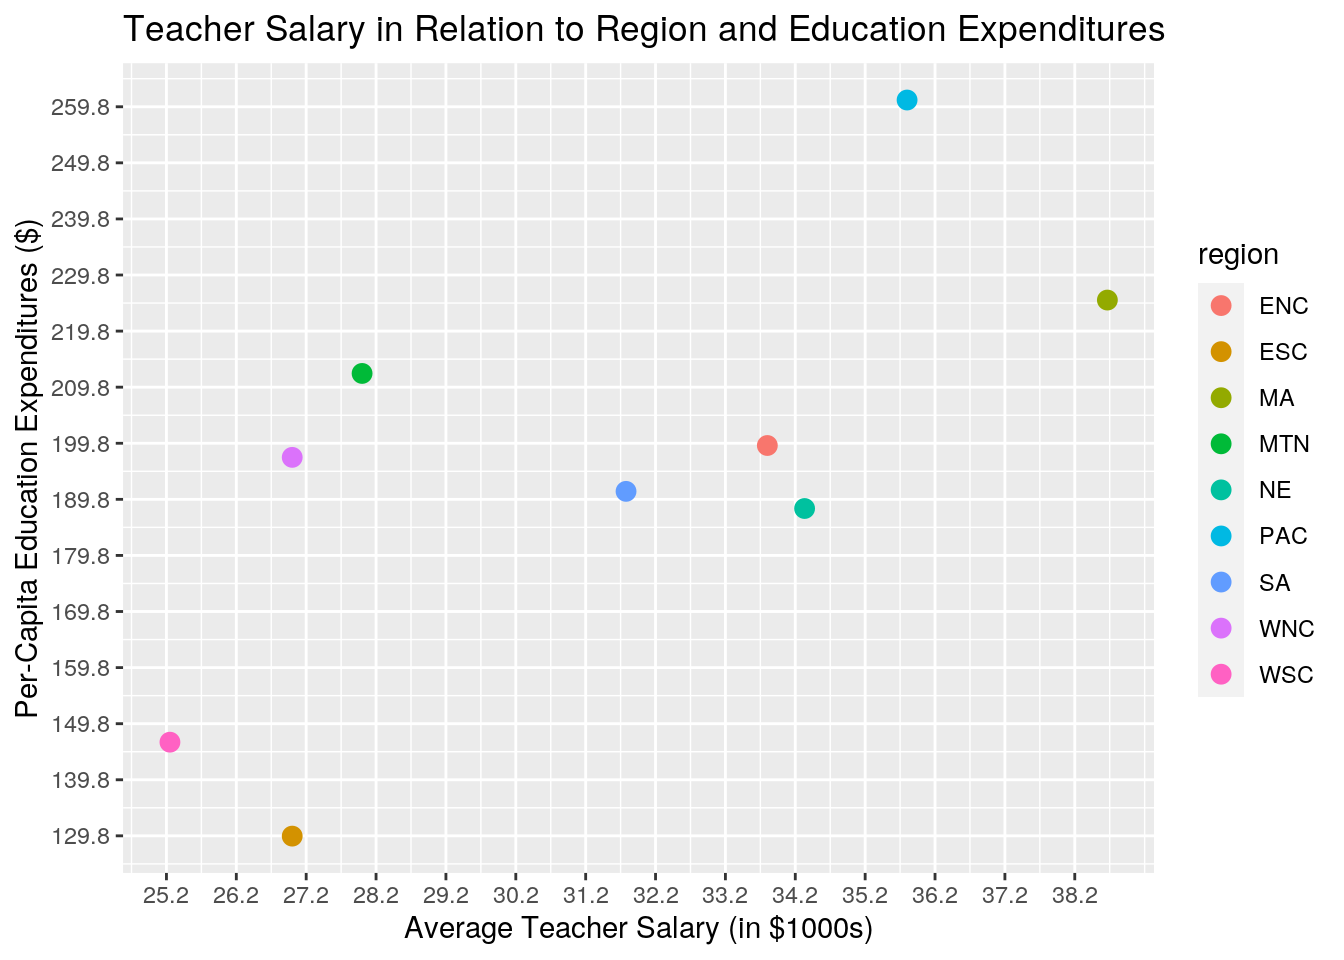 Teacher Salary in Relation to Region and Education Expenditures
Per-Capita Education Expenditures ($)
259.8
249.8
239.8
229.8
219.8
209.8
199.8
189.8
179.8
169.8
159.8
149.8
139.8
129.8
25.2 26.2 27.2 28.2 29.2 30.2 31.2 32.2 33.2 34.2 35.2 36.2 37.2 38.2
Average Teacher Salary (in $1000s)
region
ENC
ESC
MA
MTN
NE
PAC
SA
WNC
WSC